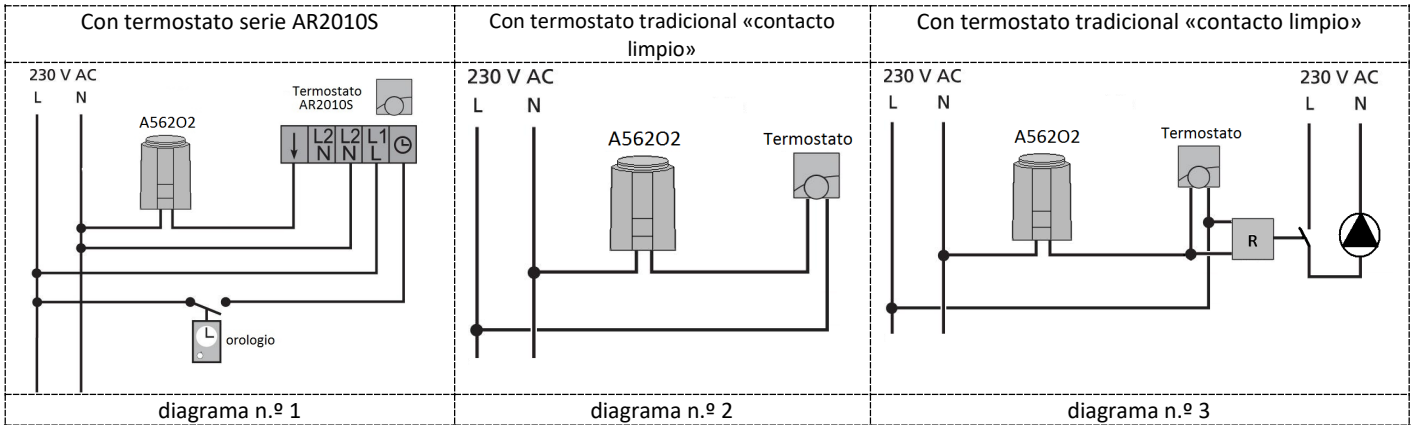 Con termostato serie AR2010S
Con termostato tradicional «contacto
limpio»
Con termostato tradicional «contacto limpio»
230 V AC
L N
A562O2
Termostato
AR2010S
↓ L2 L2 L1
N N L
orologio
230 V AC
L N
A562O2
Termostato
230 V AC
L N
A562O2
Termostato
R
230 V AC
L N
diagrama n.º 1
diagrama n.º 2
diagrama n.º 3